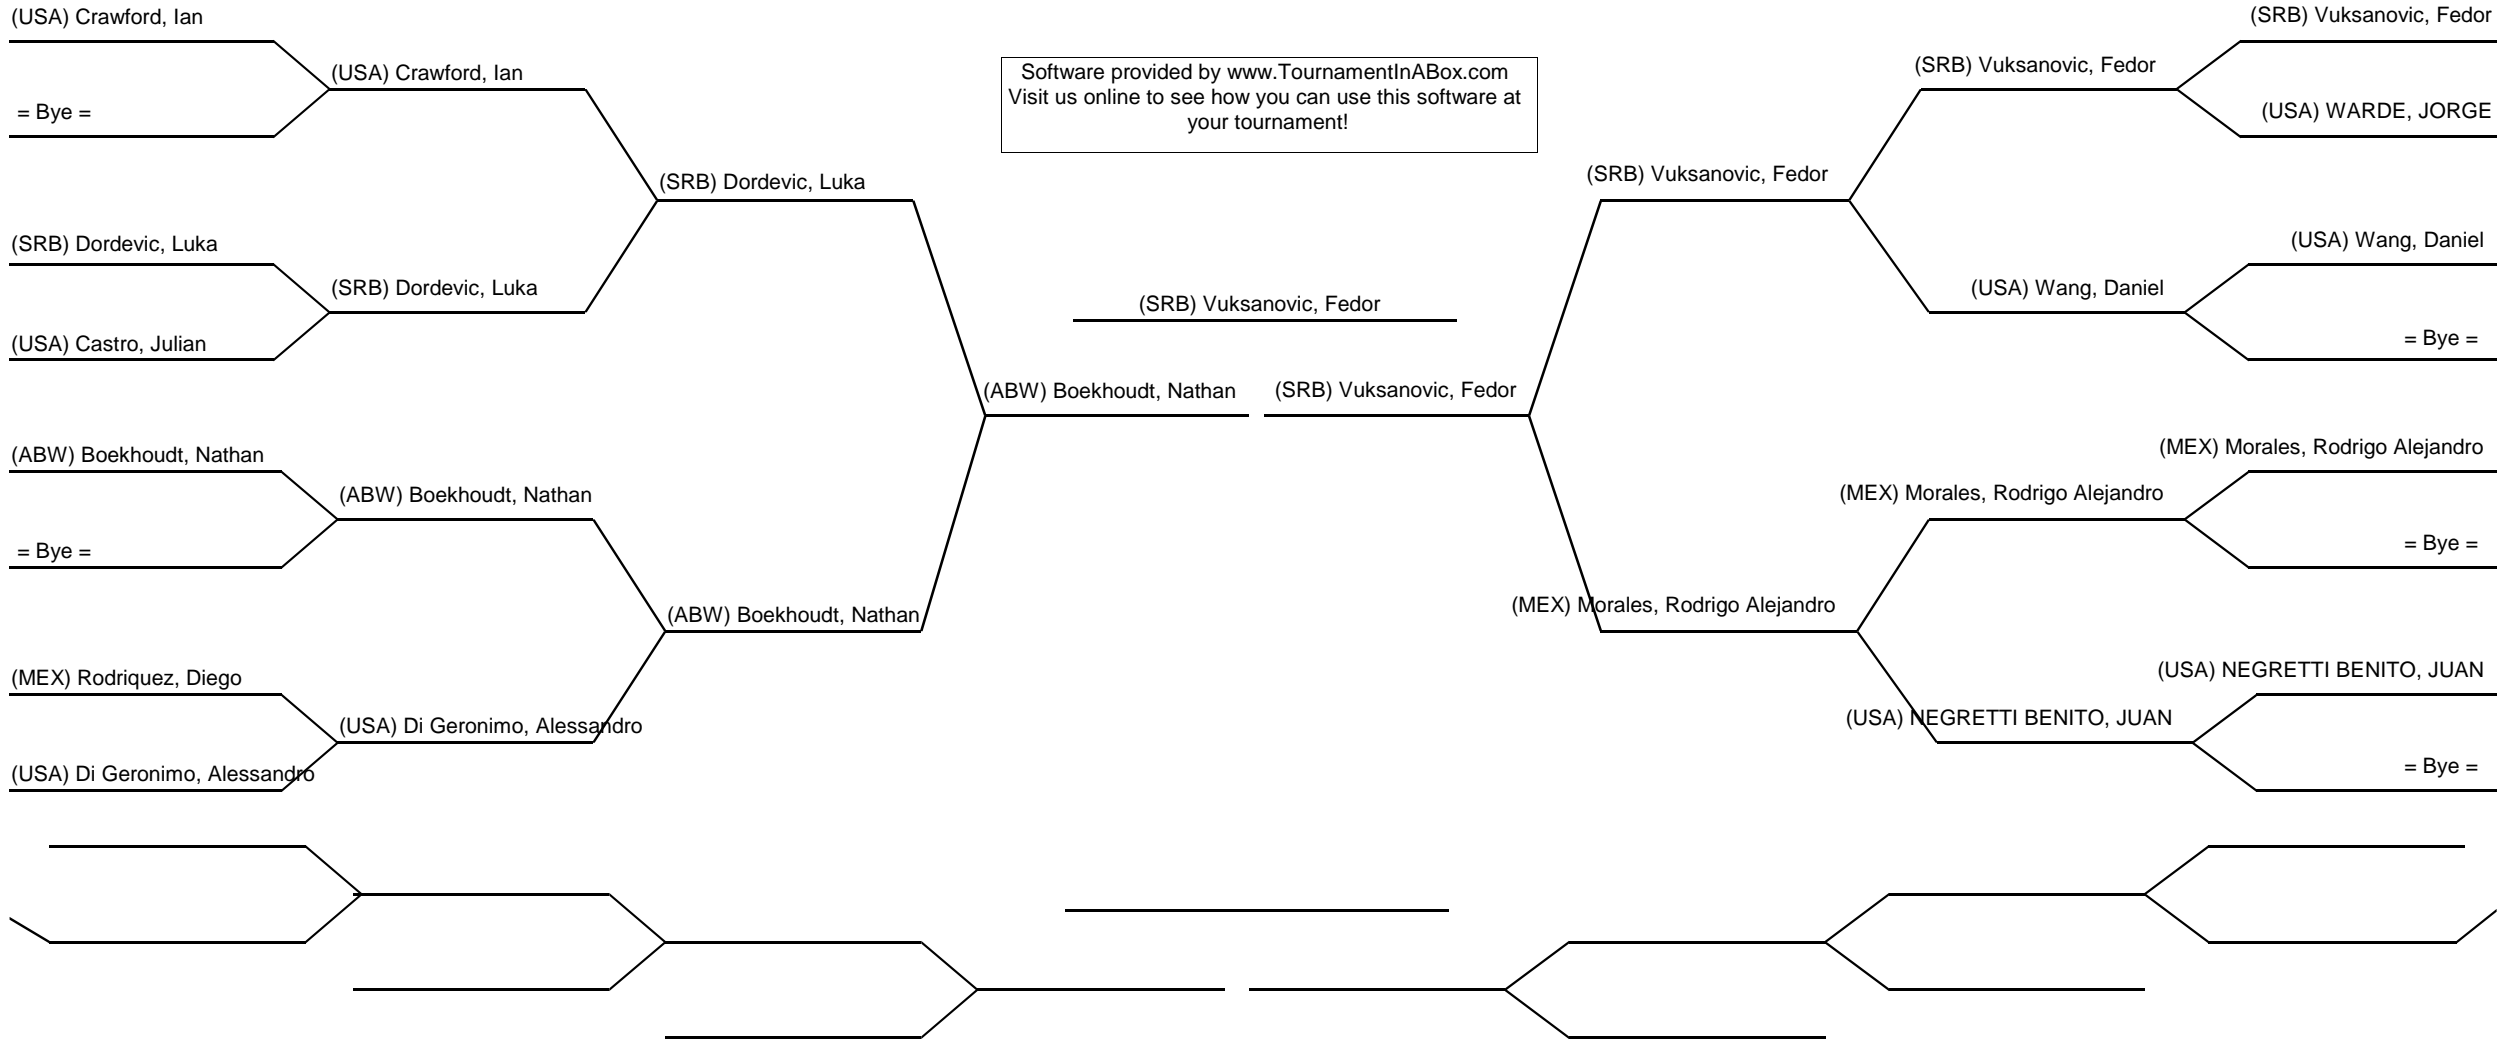 (USA) Crawford, Ian
= Bye =
(SRB) Dordevic, Luka
(USA) Castro, Julian
(ABW) Boekhoudt, Nathan
= Bye =
(MEX) Rodriquez, Diego
(USA) Di Geronimo, Alessandro
(USA) Crawford, Ian
(SRB) Dordevic, Luka
(ABW) Boekhoudt, Nathan
(USA) Di Geronimo, Alessandro
(SRB) Dordevic, Luka
(ABW) Boekhoudt, Nathan
(ABW) Boekhoudt, Nathan
Software provided by www.TournamentInABox.com
Visit us online to see how you can use this software at
your tournament!
(SRB) Vuksanovic, Fedor
(SRB) Vuksanovic, Fedor
(SRB) Vuksanovic, Fedor
(MEX) Morales, Rodrigo Alejandro
(SRB) Vuksanovic, Fedor
(USA) Wang, Daniel
(MEX) Morales, Rodrigo Alejandro
(USA) NEGRETTI BENITO, JUAN
(SRB) Vuksanovic, Fedor
(USA) WARDE, JORGE
(USA) Wang, Daniel
= Bye =
(MEX) Morales, Rodrigo Alejandro
= Bye =
(USA) NEGRETTI BENITO, JUAN
= Bye =